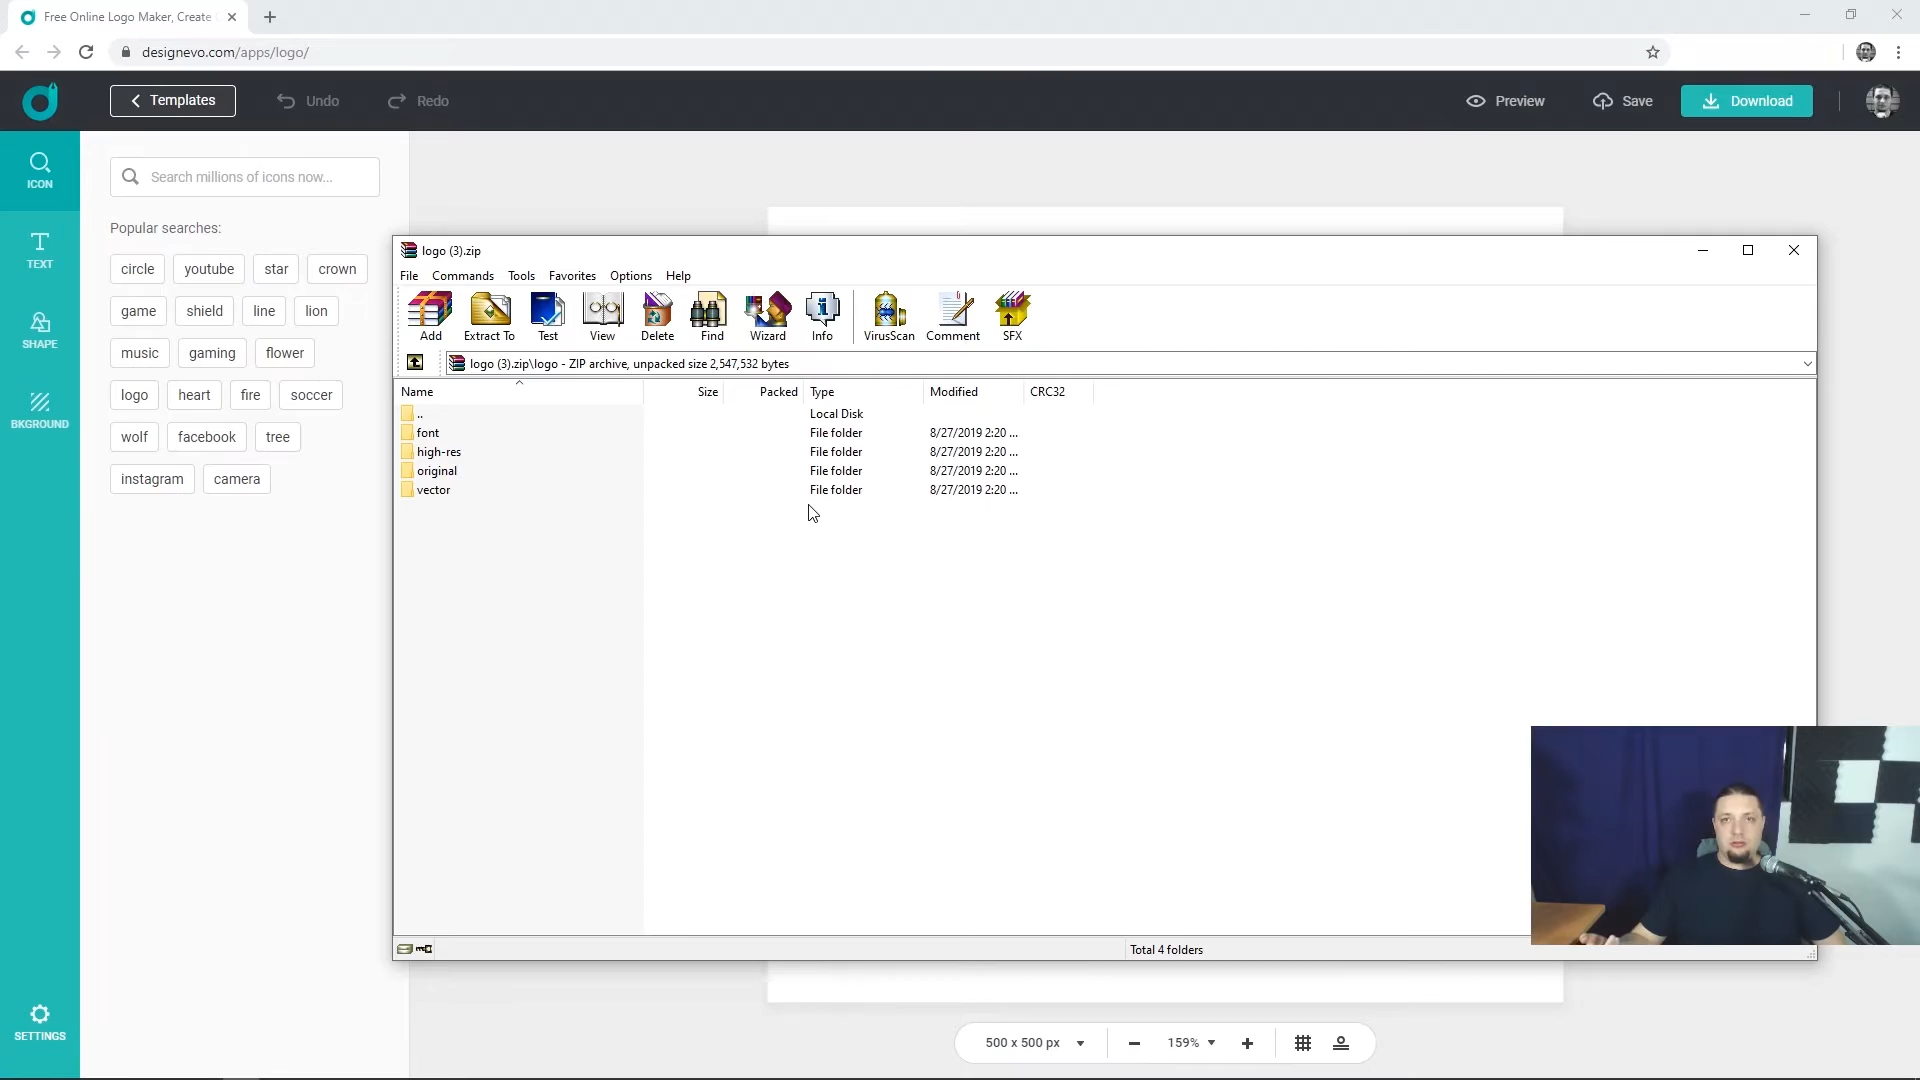 Free Online Logo Maker, Create
designevo.com/apps/logo/
Templates
Undo
Redo
Preview
Save
Download
ICON
TEXT
SHAPE
BKGROUND
SETTINGS
Search millions of icons now...
Popular searches:
circle youtube star crown
game shield line lion
music gaming flower
logo heart fire soccer
wolf facebook tree
instagram camera
logo (3).zip
File Commands Tools Favorites Options Help
Add Extract To Test View Delete Find Wizard Info VirusScan Comment SFX
logo (3).zip\logo - ZIP archive, unpacked size 2,547,532 bytes
Name Size Packed Type Modified CRC32
.. Local Disk
font File folder 8/27/2019 2:20 ...
high-res File folder 8/27/2019 2:20 ...
original File folder 8/27/2019 2:20 ...
vector File folder 8/27/2019 2:20 ...
Total 4 folders
500 x 500 px
159%